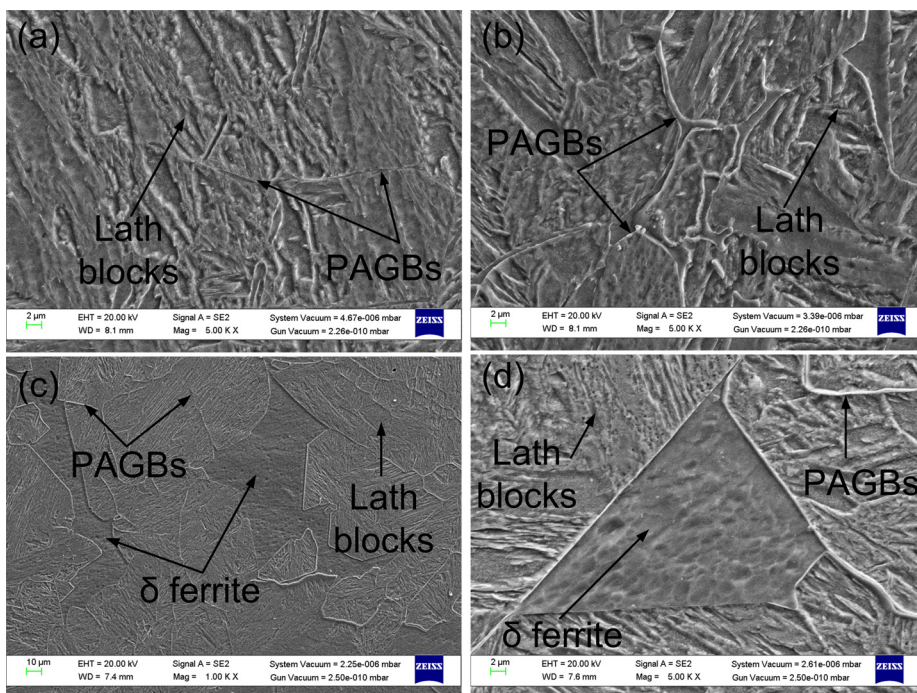 (a)
Lath
blocks
PAGBs
2 µm
EHT = 20.00 kV
Signal A = SE2
System Vacuum = 4.67e-006 mbar
WD = 8.1 mm
Mag = 5.00 K X
Gun Vacuum = 2.26e-010 mbar
ZEISS
(b)
PAGBs
Lath
blocks
2 µm
EHT = 20.00 kV
Signal A = SE2
System Vacuum = 3.39e-006 mbar
WD = 8.1 mm
Mag = 5.00 K X
Gun Vacuum = 2.26e-010 mbar
ZEISS
(c)
PAGBs
Lath
blocks
δ ferrite
10 µm
EHT = 20.00 kV
Signal A = SE2
System Vacuum = 2.25e-006 mbar
WD = 7.4 mm
Mag = 1.00 K X
Gun Vacuum = 2.50e-010 mbar
ZEISS
(d)
Lath
blocks
PAGBs
δ ferrite
2 µm
EHT = 20.00 kV
Signal A = SE2
System Vacuum = 2.61e-006 mbar
WD = 7.6 mm
Mag = 5.00 K X
Gun Vacuum = 2.50e-010 mbar
ZEISS